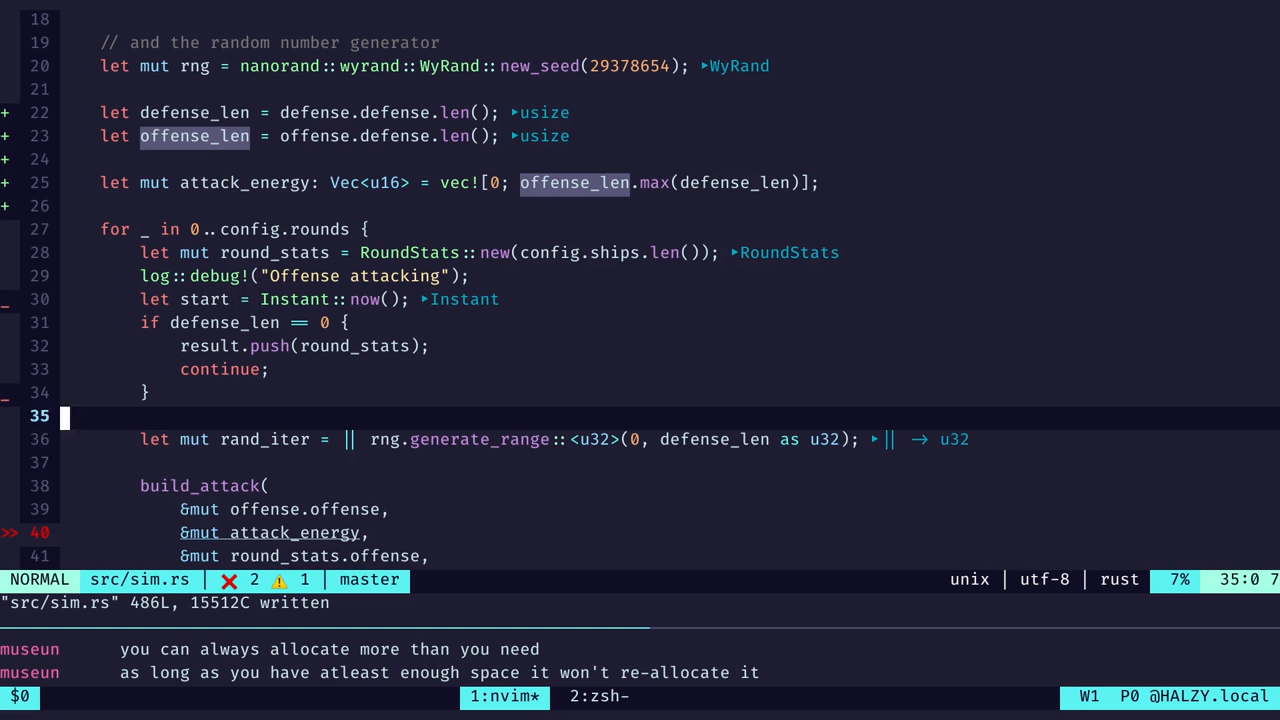 18
19 // and the random number generator
20 let mut rng = nanorand::wyrand::WyRand::new_seed(29378654); ▸WyRand
21
+ 22 let defense_len = defense.defense.len(); ▸usize
+ 23 let offense_len = offense.defense.len(); ▸usize
+ 24
+ 25 let mut attack_energy: Vec<u16> = vec![0; offense_len.max(defense_len)];
+ 26
27 for _ in 0..config.rounds {
28 let mut round_stats = RoundStats::new(config.ships.len()); ▸RoundStats
29 log::debug!("Offense attacking");
_ 30 let start = Instant::now(); ▸Instant
31 if defense_len == 0 {
32 result.push(round_stats);
33 continue;
_ 34 }
35
36 let mut rand_iter = || rng.generate_range::<u32>(0, defense_len as u32); ▸|| -> u32
37
38 build_attack(
39 &mut offense.offense,
>> 40 &mut attack_energy,
41 &mut round_stats.offense,
NORMAL src/sim.rs | ❌ 2 ⚠️ 1 | master unix | utf-8 | rust 7% 35:0 7
"src/sim.rs" 486L, 15512C written
museun you can always allocate more than you need
museun as long as you have atleast enough space it won't re-allocate it
$0 1:nvim* 2:zsh- W1 P0 @HALZY.local